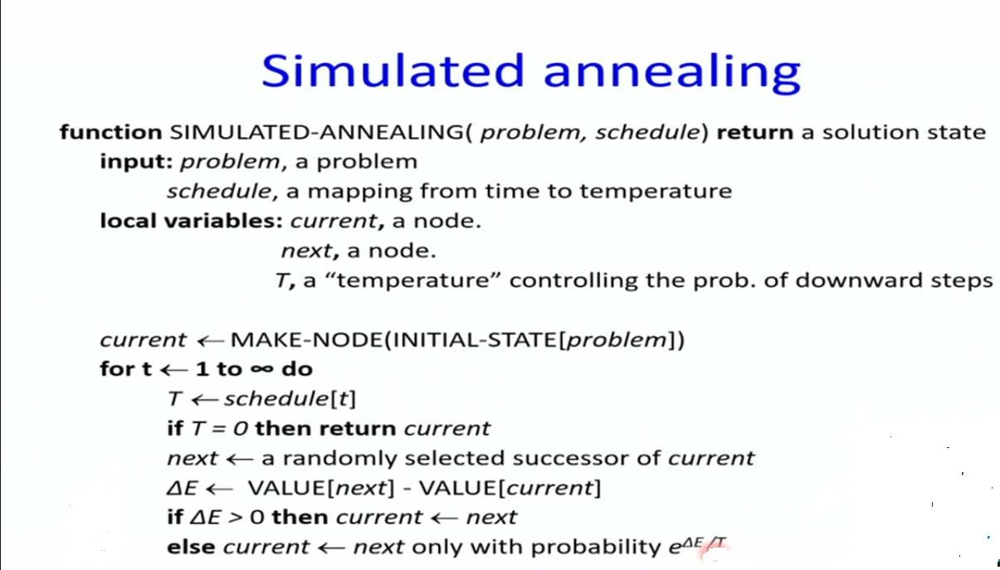 Simulated annealing
function SIMULATED-ANNEALING( problem, schedule) return a solution state
input: problem, a problem
schedule, a mapping from time to temperature
local variables: current, a node.
next, a node.
T, a “temperature” controlling the prob. of downward steps
current ← MAKE-NODE(INITIAL-STATE[problem])
for t ← 1 to ∞ do
T ← schedule[t]
if T = 0 then return current
next ← a randomly selected successor of current
ΔE ← VALUE[next] - VALUE[current]
if ΔE > 0 then current ← next
else current ← next only with probability e^ΔE /T